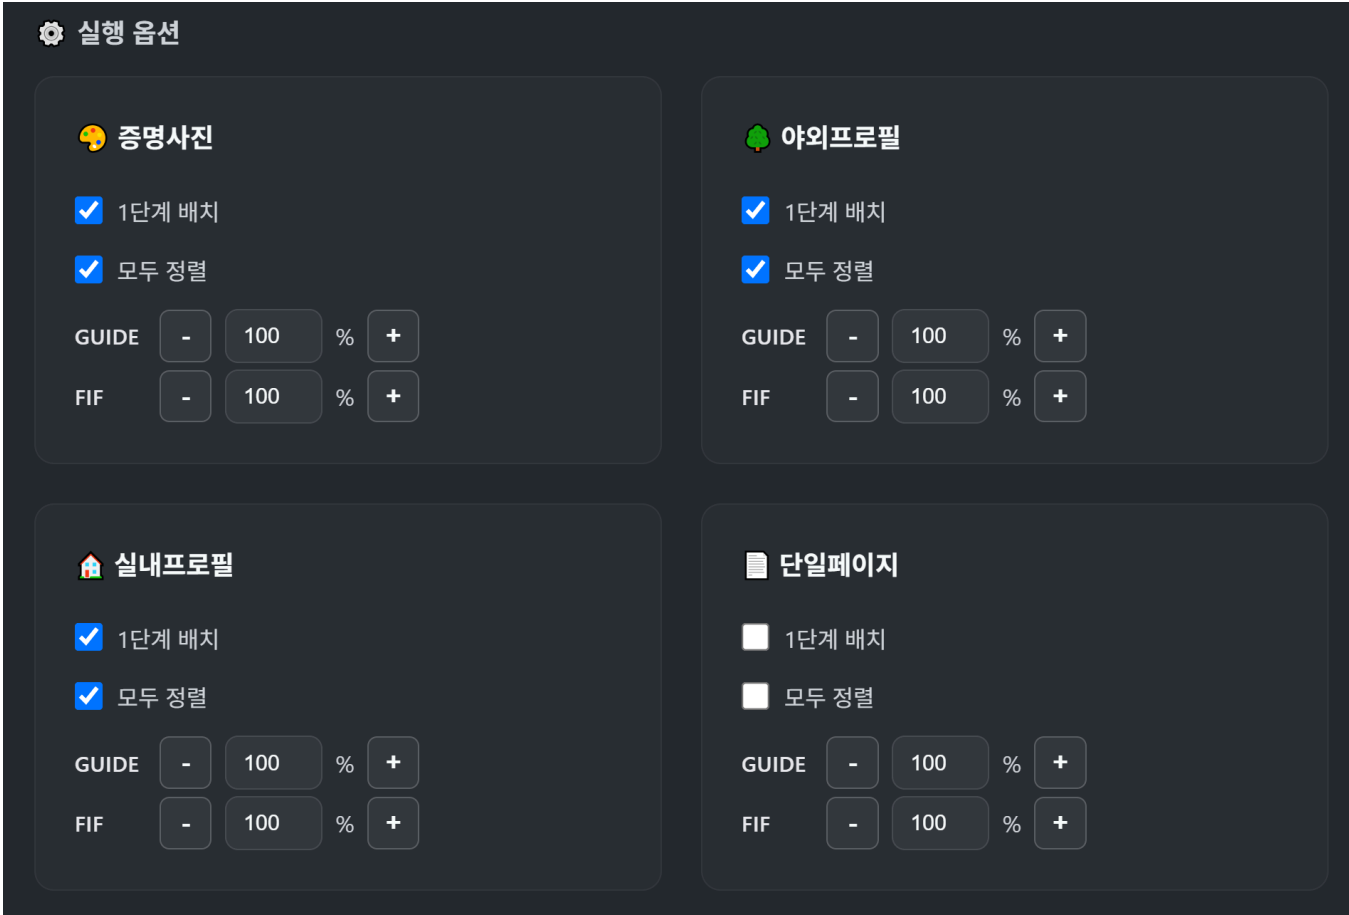 실행 옵션
증명사진
1단계 배치
모두 정렬
GUIDE - 100 % +
FIF - 100 % +
야외프로필
1단계 배치
모두 정렬
GUIDE - 100 % +
FIF - 100 % +
실내프로필
1단계 배치
모두 정렬
GUIDE - 100 % +
FIF - 100 % +
단일페이지
1단계 배치
모두 정렬
GUIDE - 100 % +
FIF - 100 % +